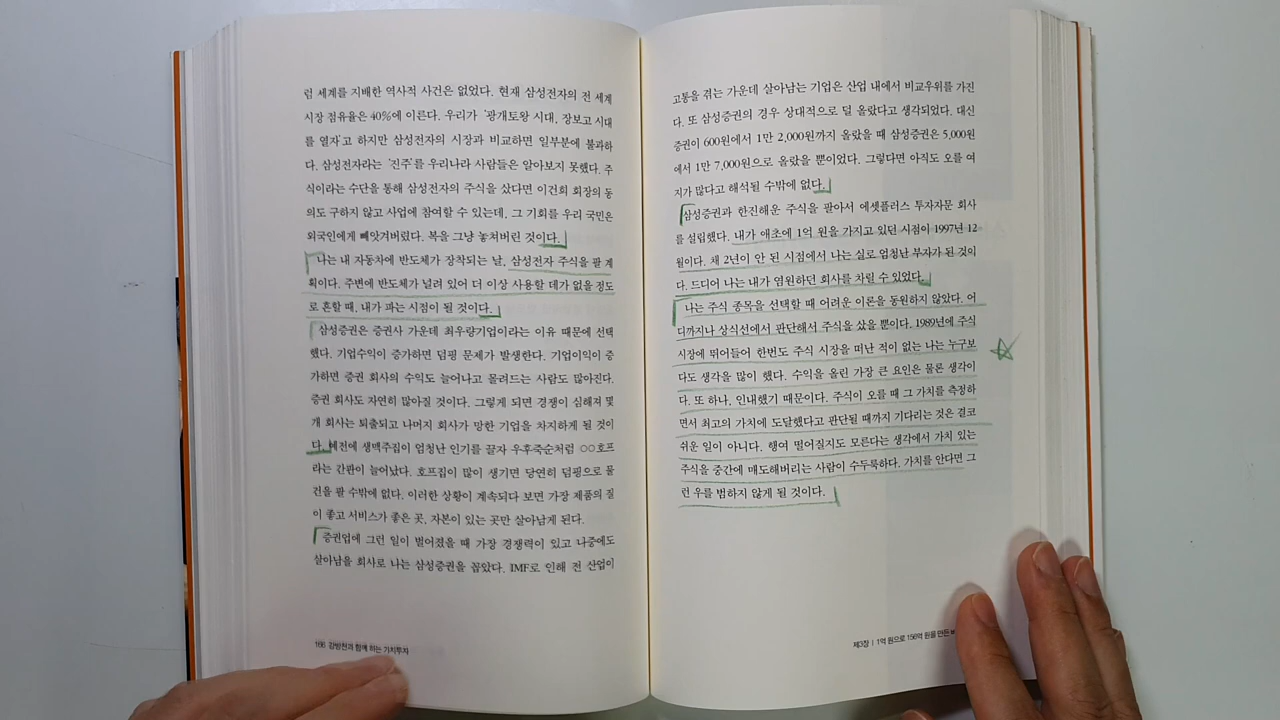 럼 세계를 지배한 역사적 사건은 없었다. 현재 삼성전자의 전 세계
시장 점유율은 40%에 이른다. 우리가 '광개토왕 시대, 장보고 시대
를 열자'고 하지만 삼성전자의 시장과 비교하면 일부분에 불과하
다. 삼성전자라는 '진주'를 우리나라 사람들은 알아보지 못했다. 주
식이라는 수단을 통해 삼성전자의 주식을 샀다면 이건희 회장의 동
의도 구하지 않고 사업에 참여할 수 있는데, 그 기회를 우리 국민은
외국인에게 빼앗겨버렸다. 복을 그냥 놓쳐버린 것이다.
나는 내 자동차에 반도체가 장착되는 날, 삼성전자 주식을 팔 계
획이다. 주변에 반도체가 널려 있어 더 이상 사용할 데가 없을 정도
로 흔할 때, 내가 파는 시점이 될 것이다.
삼성증권은 증권사 가운데 최우량기업이라는 이유 때문에 선택
했다. 기업수익이 증가하면 덤핑 문제가 발생한다. 기업이익이 증
가하면 증권 회사의 수익도 늘어나고 몰려드는 사람도 많아진다.
증권 회사도 자연히 많아질 것이다. 그렇게 되면 경쟁이 심해져 몇
개 회사는 퇴출되고 나머지 회사가 망한 기업을 차지하게 될 것이
다. 예전에 생맥주집이 엄청난 인기를 끌자 우후죽순처럼 ○○호프
라는 간판이 늘어났다. 호프집이 많이 생기면 당연히 덤핑으로 물
건을 팔 수밖에 없다. 이러한 상황이 계속되다 보면 가장 제품의 질
이 좋고 서비스가 좋은 곳, 자본이 있는 곳만 살아남게 된다.
증권업에 그런 일이 벌어졌을 때 가장 경쟁력이 있고 나중에도
살아남을 회사로 나는 삼성증권을 꼽았다. IMF로 인해 전 산업이
166 강방천과 함께 하는 가치투자
고통을 겪는 가운데 살아남는 기업은 산업 내에서 비교우위를 가진
다. 또 삼성증권의 경우 상대적으로 덜 올랐다고 생각되었다. 대신
증권이 600원에서 1만 2,000원까지 올랐을 때 삼성증권은 5,000원
에서 1만 7,000원으로 올랐을 뿐이었다. 그렇다면 아직도 오를 여
지가 많다고 해석될 수밖에 없다.
삼성증권과 한진해운 주식을 팔아서 에셋플러스 투자자문 회사
를 설립했다. 내가 애초에 1억 원을 가지고 있던 시점이 1997년 12
월이다. 채 2년이 안 된 시점에서 나는 실로 엄청난 부자가 된 것이
다. 드디어 나는 내가 염원하던 회사를 차릴 수 있었다.
나는 주식 종목을 선택할 때 어려운 이론을 동원하지 않았다. 어
디까지나 상식선에서 판단해서 주식을 샀을 뿐이다. 1989년에 주식
시장에 뛰어들어 한번도 주식 시장을 떠난 적이 없는 나는 누구보
다도 생각을 많이 했다. 수익을 올린 가장 큰 요인은 물론 생각이
다. 또 하나, 인내했기 때문이다. 주식이 오를 때 그 가치를 측정하
면서 최고의 가치에 도달했다고 판단될 때까지 기다리는 것은 결코
쉬운 일이 아니다. 행여 떨어질지도 모른다는 생각에서 가치 있는
주식을 중간에 매도해버리는 사람이 수두룩하다. 가치를 안다면 그
런 우를 범하지 않게 될 것이다.
제3장 | 1억 원으로 156억 원을 만든